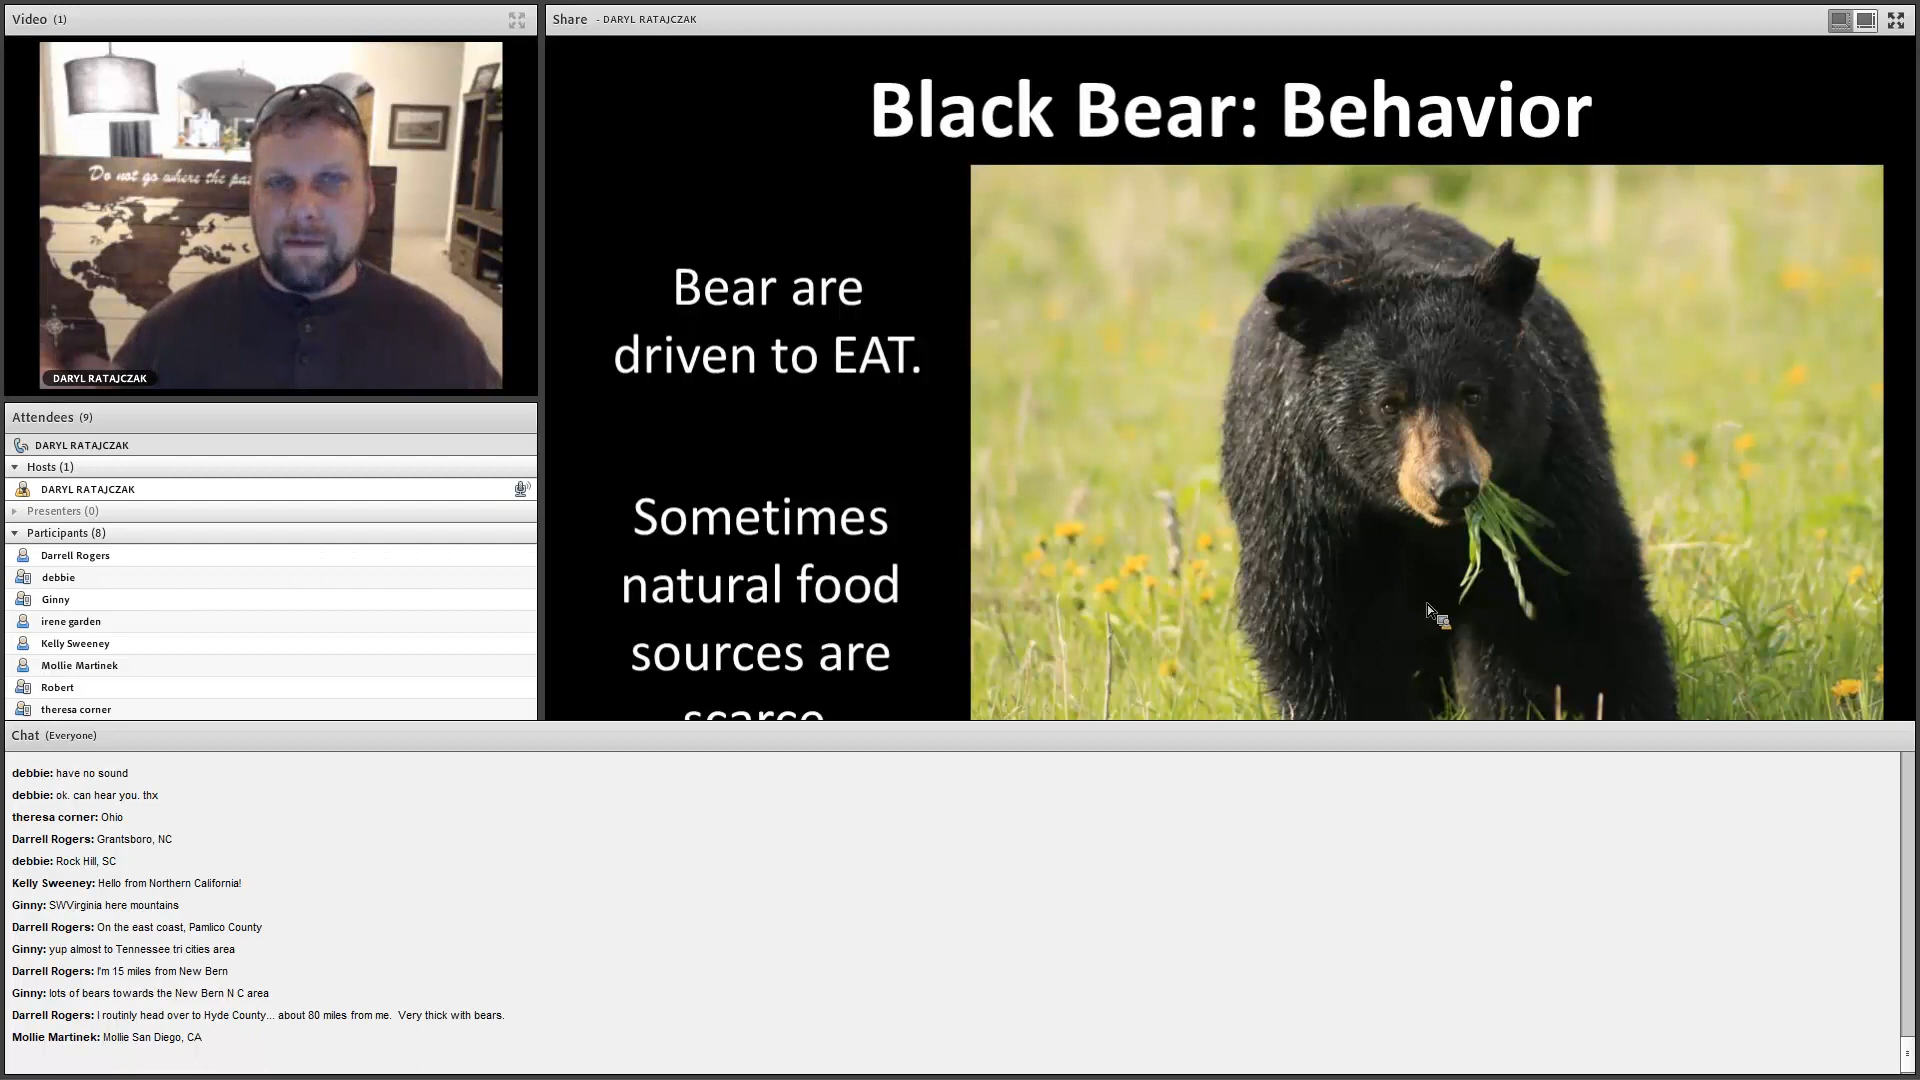 Video (1)
Do not go where the
DARYL RATAJCZAK
Attendees (9)
DARYL RATAJCZAK
Hosts (1)
DARYL RATAJCZAK
Presenters (0)
Participants (8)
Darrell Rogers
debbie
Ginny
irene garden
Kelly Sweeney
Mollie Martinek
Robert
theresa corner
Share - DARYL RATAJCZAK
Black Bear: Behavior
Bear are
driven to EAT.
Sometimes
natural food
sources are
scarce
Chat (Everyone)
debbie: have no sound
debbie: ok. can hear you. thx
theresa corner: Ohio
Darrell Rogers: Grantsboro, NC
debbie: Rock Hill, SC
Kelly Sweeney: Hello from Northern California!
Ginny: SWVirginia here mountains
Darrell Rogers: On the east coast, Pamlico County
Ginny: yup almost to Tennessee tri cities area
Darrell Rogers: I'm 15 miles from New Bern
Ginny: lots of bears towards the New Bern N C area
Darrell Rogers: I routinly head over to Hyde County... about 80 miles from me.  Very thick with bears.
Mollie Martinek: Mollie San Diego, CA